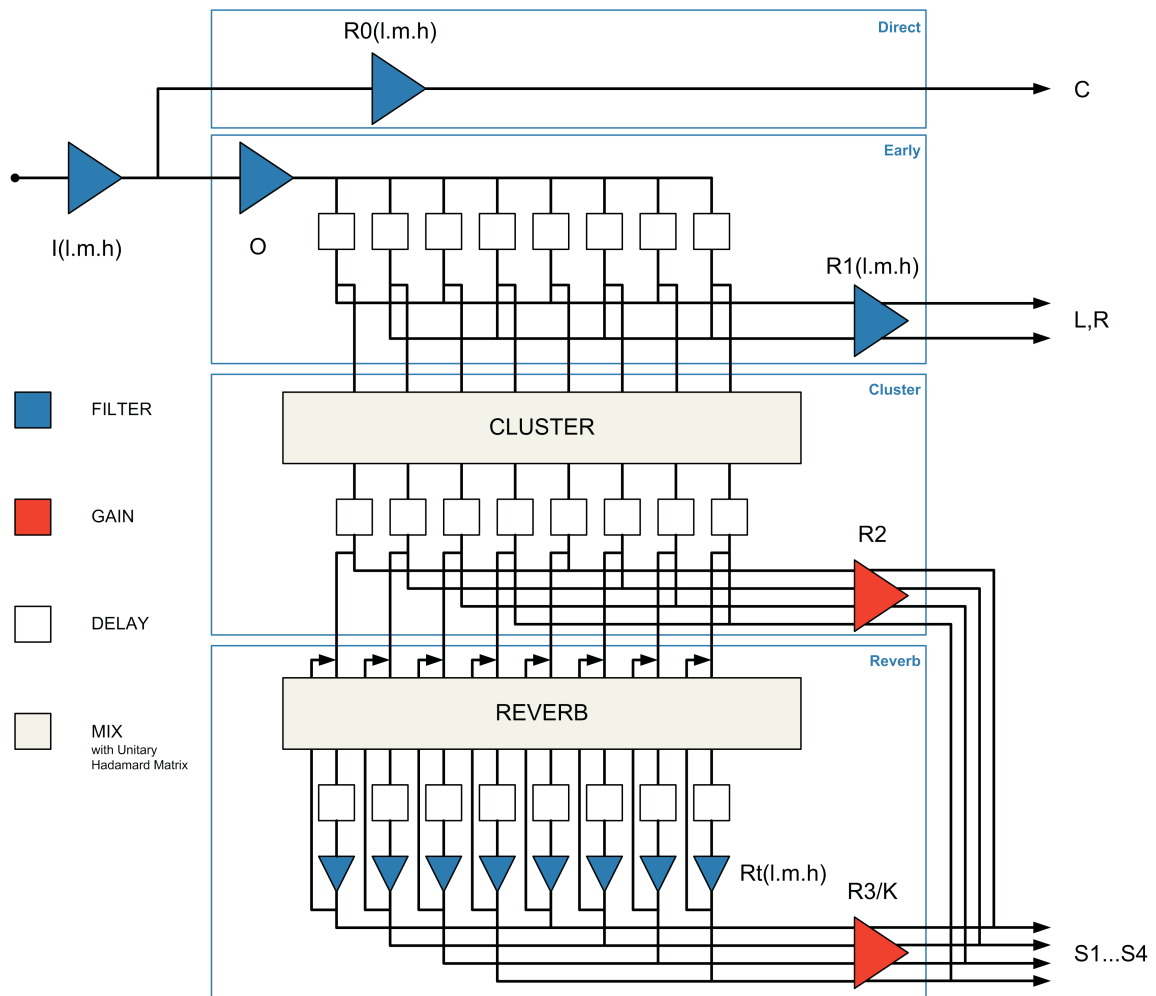 R0(l.m.h)
Direct
C
Early
I(l.m.h)
O
R1(l.m.h)
L,R
Cluster
FILTER
CLUSTER
GAIN
R2
DELAY
Reverb
REVERB
MIX
with Unitary
Hadamard Matrix
Rt(l.m.h)
R3/K
S1...S4